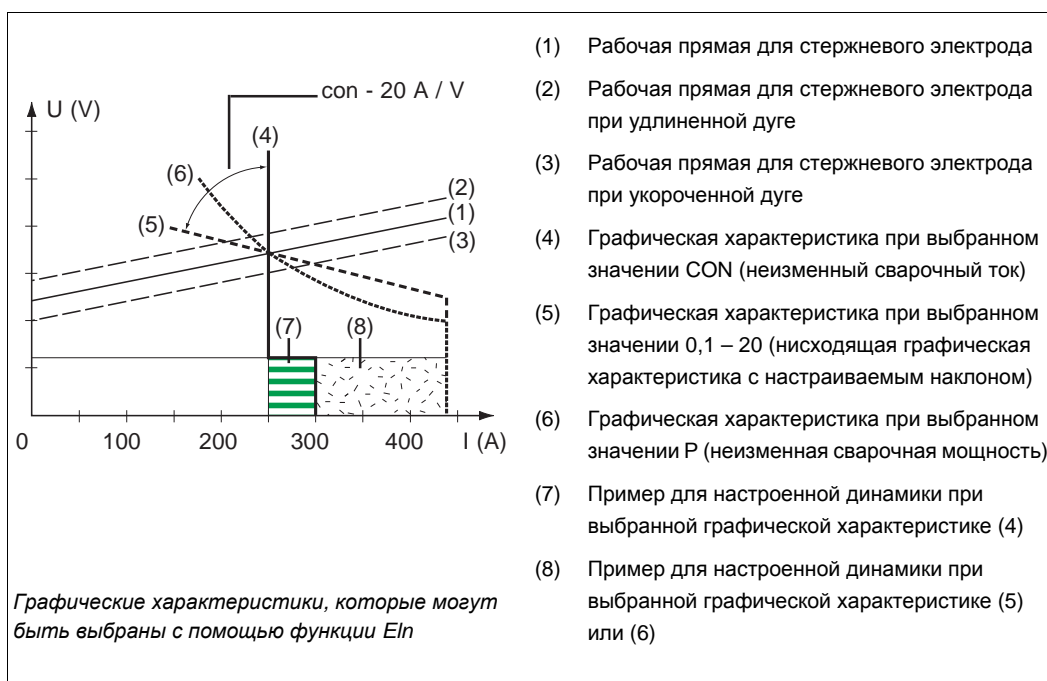 con - 20 A / V
U (V)
(4)
(6)
(5)
(2)
(1)
(3)
(7)
(8)
0
100
200
300
400
I (A)
Графические характеристики, которые могут
быть выбраны с помощью функции Eln
(1) Рабочая прямая для стержневого электрода
(2) Рабочая прямая для стержневого электрода
при удлиненной дуге
(3) Рабочая прямая для стержневого электрода
при укороченной дуге
(4) Графическая характеристика при выбранном
значении CON (неизменный сварочный ток)
(5) Графическая характеристика при выбранном
значении 0,1 – 20 (нисходящая графическая
характеристика с настраиваемым наклоном)
(6) Графическая характеристика при выбранном
значении P (неизменная сварочная мощность)
(7) Пример для настроенной динамики при
выбранной графической характеристике (4)
(8) Пример для настроенной динамики при
выбранной графической характеристике (5)
или (6)